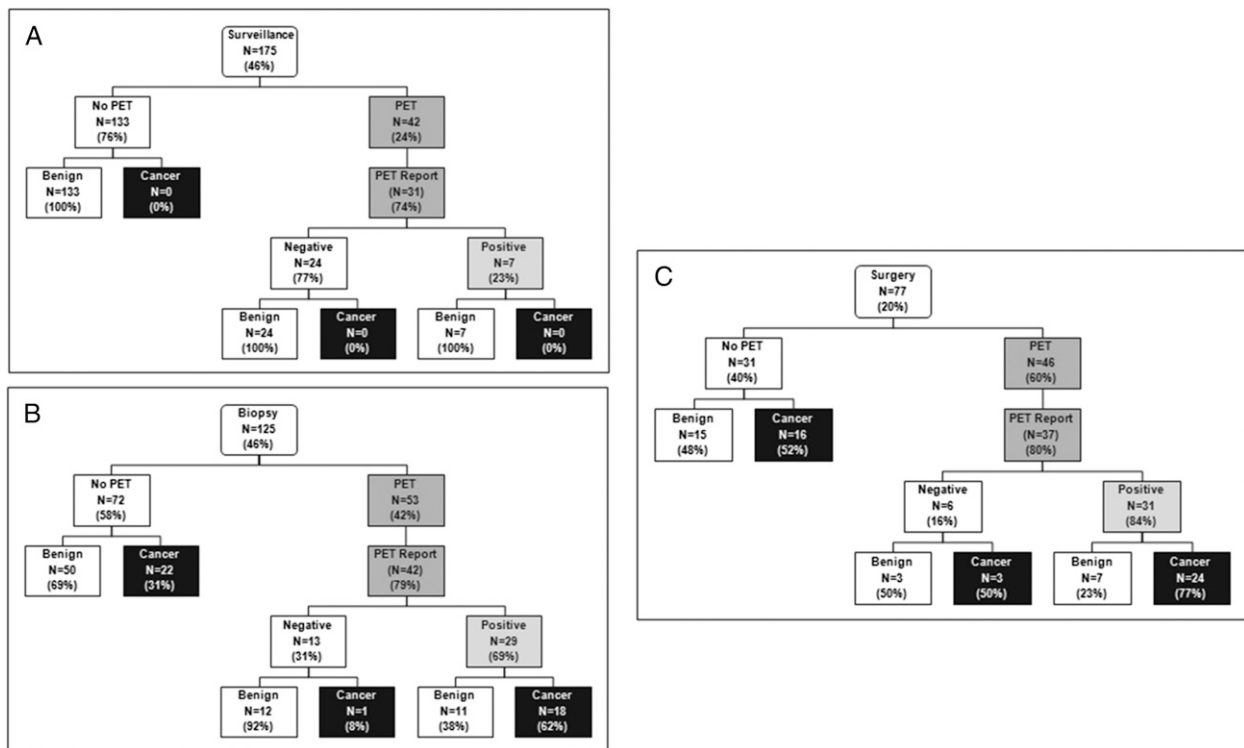 A
Surveillance
N=175
(46%)
No PET
N=133
(76%)
PET
N=42
(24%)
Benign
N=133
(100%)
Cancer
N=0
(0%)
PET Report
(N=31)
(74%)
Negative
N=24
(77%)
Positive
N=7
(23%)
Benign
N=24
(100%)
Cancer
N=0
(0%)
Benign
N=7
(100%)
Cancer
N=0
(0%)
B
Biopsy
N=125
(46%)
No PET
N=72
(58%)
PET
N=53
(42%)
Benign
N=50
(69%)
Cancer
N=22
(31%)
PET Report
(N=42)
(79%)
Negative
N=13
(31%)
Positive
N=29
(69%)
Benign
N=12
(92%)
Cancer
N=1
(8%)
Benign
N=11
(38%)
Cancer
N=18
(62%)
C
Surgery
N=77
(20%)
No PET
N=31
(40%)
PET
N=46
(60%)
Benign
N=15
(48%)
Cancer
N=16
(52%)
PET Report
(N=37)
(80%)
Negative
N=6
(16%)
Positive
N=31
(84%)
Benign
N=3
(50%)
Cancer
N=3
(50%)
Benign
N=7
(23%)
Cancer
N=24
(77%)